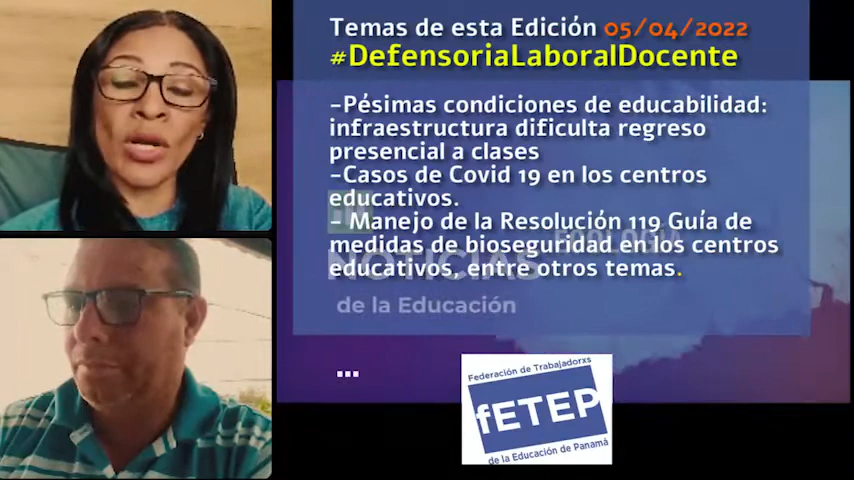 Temas de esta Edición 05/04/2022
#DefensoriaLaboralDocente
-Pésimas condiciones de educabilidad:
infraestructura dificulta regreso
presencial a clases
-Casos de Covid 19 en los centros
educativos.
- Manejo de la Resolución 119 Guía de
medidas de bioseguridad en los centros
educativos, entre otros temas.
NOTICIAS
de la Educación
...
Federación de Trabajadorxs
fETEP
de la Educación de Panamá